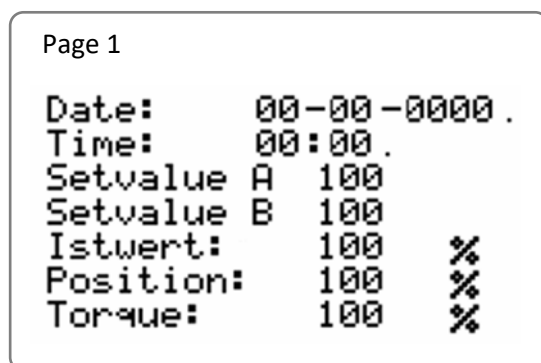 Page 1
Date: 00-00-0000.
Time: 00:00.
Setvalue A 100
Setvalue B 100
Istwert: 100 %
Position: 100 %
Torque: 100 %